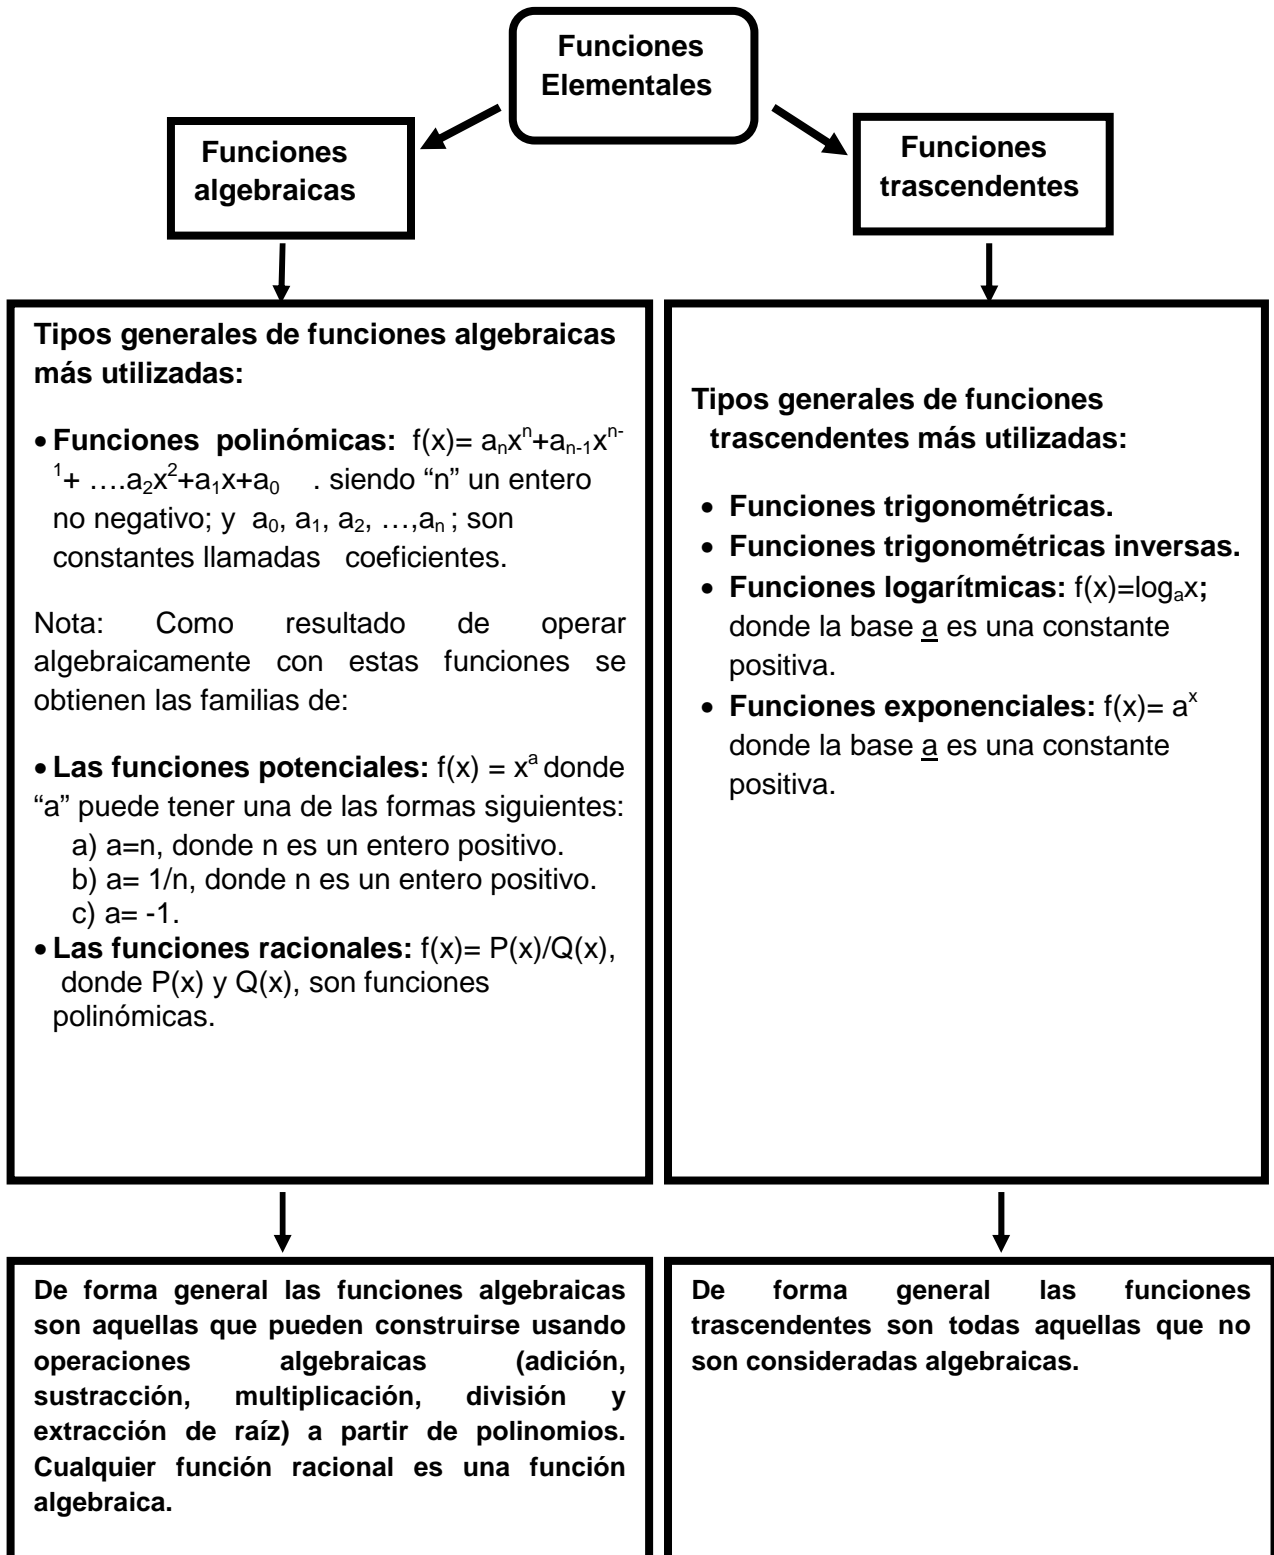 Funciones
Elementales
Funciones
algebraicas
Funciones
trascendentes
Tipos generales de funciones algebraicas
más utilizadas:
• Funciones polinómicas: f(x)= aₙxⁿ+aₙ₋₁xⁿ⁻
¹+ ….a₂x²+a₁x+a₀ . siendo “n” un entero
no negativo; y a₀, a₁, a₂, …,aₙ ; son
constantes llamadas coeficientes.
Nota: Como resultado de operar
algebraicamente con estas funciones se
obtienen las familias de:
• Las funciones potenciales: f(x) = xᵃ donde
“a” puede tener una de las formas siguientes:
a) a=n, donde n es un entero positivo.
b) a= 1/n, donde n es un entero positivo.
c) a= -1.
• Las funciones racionales: f(x)= P(x)/Q(x),
donde P(x) y Q(x), son funciones
polinómicas.
Tipos generales de funciones
trascendentes más utilizadas:
• Funciones trigonométricas.
• Funciones trigonométricas inversas.
• Funciones logarítmicas: f(x)=logₐx;
donde la base a es una constante
positiva.
• Funciones exponenciales: f(x)= aˣ
donde la base a es una constante
positiva.
De forma general las funciones algebraicas
son aquellas que pueden construirse usando
operaciones algebraicas (adición,
sustracción, multiplicación, división y
extracción de raíz) a partir de polinomios.
Cualquier función racional es una función
algebraica.
De forma general las funciones
trascendentes son todas aquellas que no
son consideradas algebraicas.